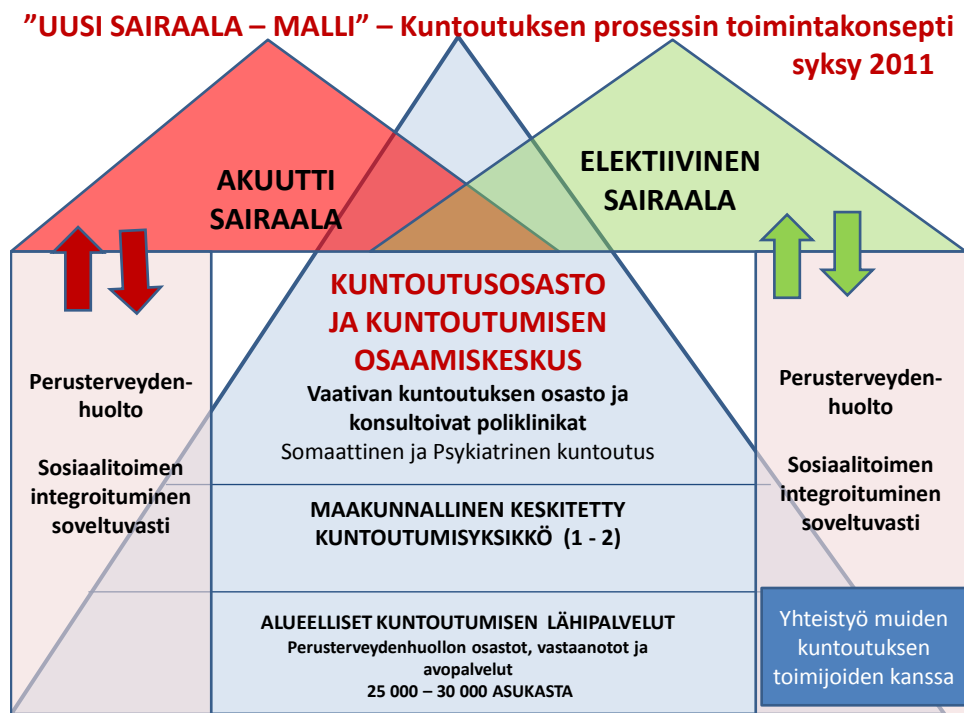 ”UUSI SAIRAALA – MALLI” – Kuntoutuksen prosessin toimintakonsepti
syksy 2011
AKUUTTI
SAIRAALA
ELEKTIIVINEN
SAIRAALA
KUNTOUTUSOSASTO
JA KUNTOUTUMISEN
OSAAMISKESKUS
Vaativan kuntoutuksen osasto ja
konsultoivat poliklinikat
Somaattinen ja Psykiatrinen kuntoutus
Perusterveyden-
huolto
Sosiaalitoimen
integroituminen
soveltuvasti
Perusterveyden-
huolto
Sosiaalitoimen
integroituminen
soveltuvasti
MAAKUNNALLINEN KESKITETTY
KUNTOUTUMISYKSIKKÖ (1 - 2)
ALUEELLISET KUNTOUTUMISEN LÄHIPALVELUT
Perusterveydenhuollon osastot, vastaanotot ja
avopalvelut
25 000 – 30 000 ASUKASTA
Yhteistyö muiden
kuntoutuksen
toimijoiden kanssa